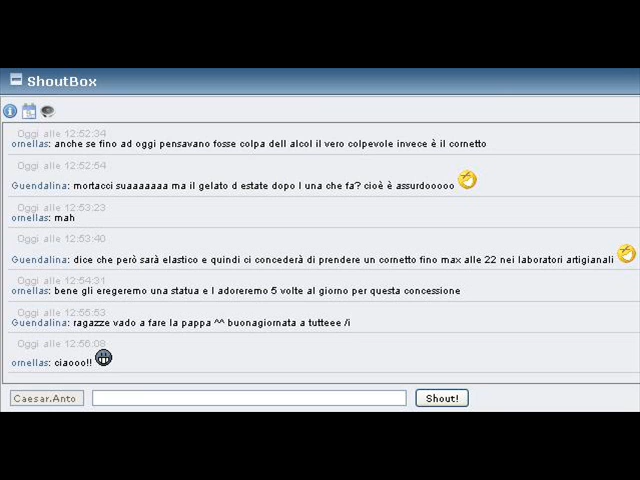 ShoutBox
Oggi alle 12:52:34
ornellas: anche se fino ad oggi pensavano fosse colpa dell alcol il vero colpevole invece è il cornetto
Oggi alle 12:52:54
Guendalina: mortacci suaaaaaaa ma il gelato d estate dopo l una che fa? cioè è assurdooooo
Oggi alle 12:53:23
ornellas: mah
Oggi alle 12:53:40
Guendalina: dice che però sarà elastico e quindi ci concederà di prendere un cornetto fino max alle 22 nei laboratori artigianali
Oggi alle 12:54:31
ornellas: bene gli eregeremo una statua e l adoreremo 5 volte al giorno per questa concessione
Oggi alle 12:55:53
Guendalina: ragazze vado a fare la pappa ^^ buonagiornata a tutteee /i
Oggi alle 12:56:08
ornellas: ciaooo!!
Caesar.Anto Shout!